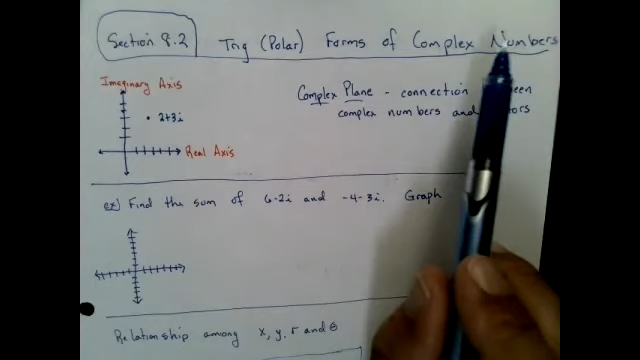 Section 8.2
Trig (Polar) Forms of Complex Numbers
Imaginary Axis
Complex Plane - connection
complex numbers and
2+3i
Real Axis
ex) Find the sum of 6-2i and -4-3i. Graph
Relationship among x, y, r and θ